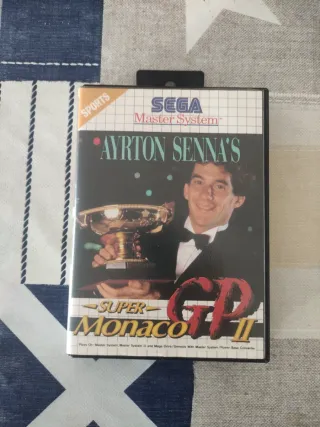 SPORTS
SEGA
Master System
AYRTON SENNA'S
SUPER
Monaco GP II